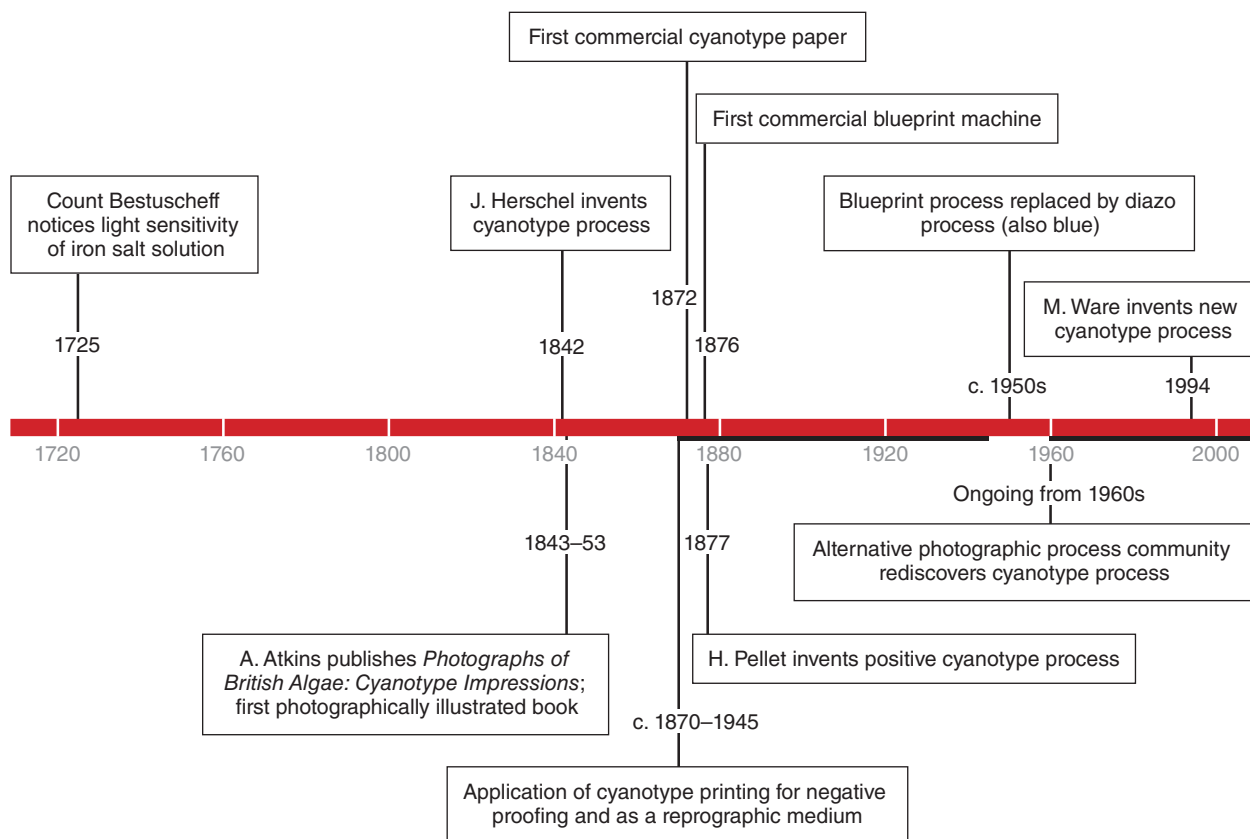 First commercial cyanotype paper
First commercial blueprint machine
Count Bestuscheff
notices light sensitivity
of iron salt solution
J. Herschel invents
cyanotype process
Blueprint process replaced by diazo
process (also blue)
M. Ware invents new
cyanotype process
1872
1725
1842
1876
c. 1950s
1994
1720
1760
1800
1840
1880
1920
1960
2000
Ongoing from 1960s
1843–53
1877
Alternative photographic process community
rediscovers cyanotype process
A. Atkins publishes Photographs of
British Algae: Cyanotype Impressions;
first photographically illustrated book
H. Pellet invents positive cyanotype process
c. 1870–1945
Application of cyanotype printing for negative
proofing and as a reprographic medium